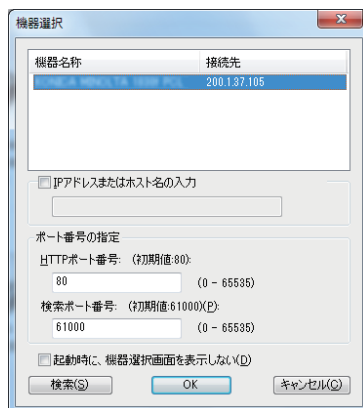 機器選択
機器名称 接続先
200.1.37.105
IPアドレスまたはホスト名の入力
ポート番号の指定
HTTPポート番号: (初期値:80):
80 (0 - 65535)
検索ポート番号: (初期値:61000)(P):
61000 (0 - 65535)
起動時に、機器選択画面を表示しない(D)
検索(S) OK キャンセル(C)